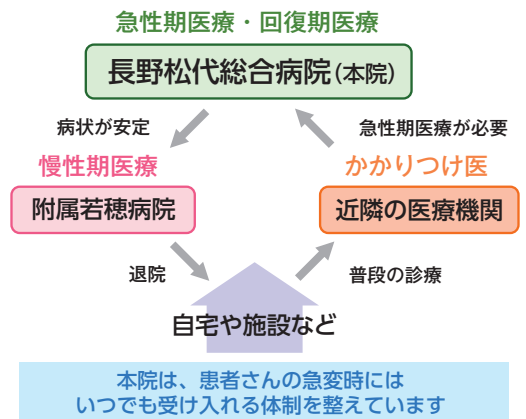 急性期医療・回復期医療
長野松代総合病院(本院)
病状が安定
急性期医療が必要
慢性期医療
かかりつけ医
附属若穂病院
近隣の医療機関
退院
普段の診療
自宅や施設など
本院は、患者さんの急変時には
いつでも受け入れる体制を整えています